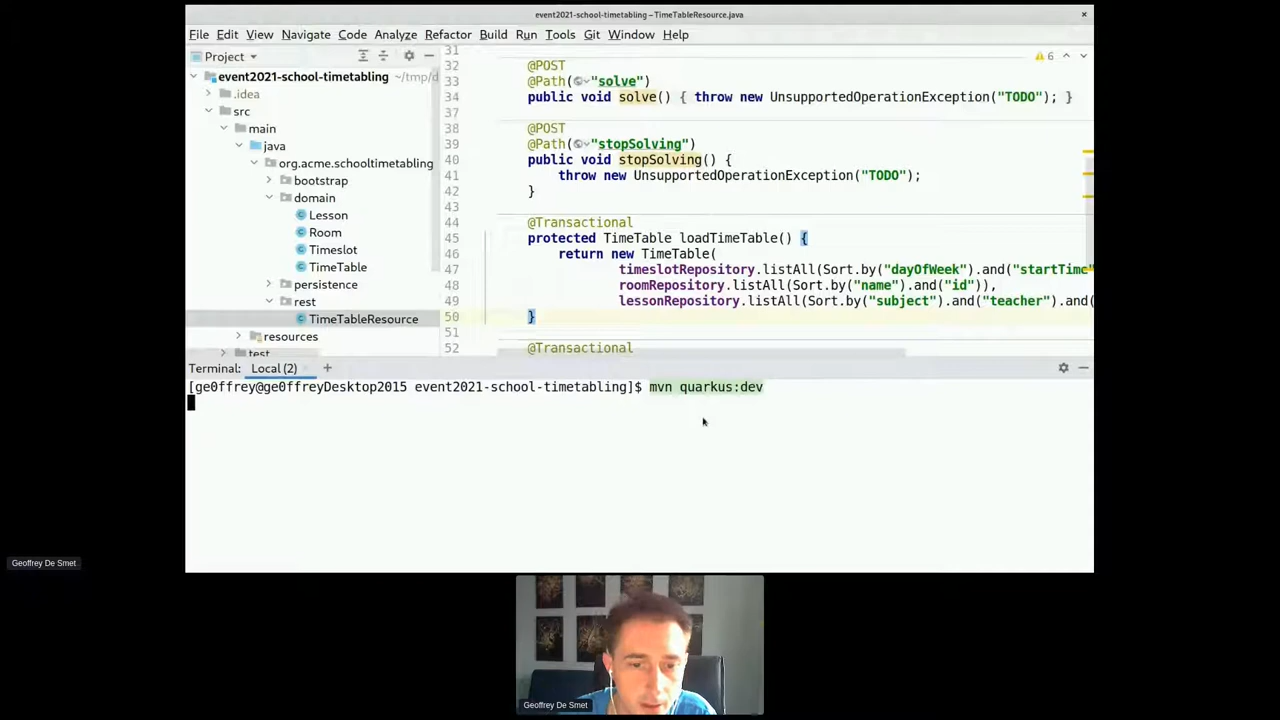 event2021-school-timetabling – TimeTableResource.java
File Edit View Navigate Code Analyze Refactor Build Run Tools Git Window Help
Project
event2021-school-timetabling ~/tmp/d
.idea
src
main
java
org.acme.schooltimetabling
bootstrap
domain
Lesson
Room
Timeslot
TimeTable
persistence
rest
TimeTableResource
resources
test
6
31
32 @POST
33 @Path("solve")
34 public void solve() { throw new UnsupportedOperationException("TODO"); }
37
38 @POST
39 @Path("stopSolving")
40 public void stopSolving() {
41 throw new UnsupportedOperationException("TODO");
42 }
43
44 @Transactional
45 protected TimeTable loadTimeTable() {
46 return new TimeTable(
47 timeslotRepository.listAll(Sort.by("dayOfWeek").and("startTime"
48 roomRepository.listAll(Sort.by("name").and("id")),
49 lessonRepository.listAll(Sort.by("subject").and("teacher").and(
50 }
51
52 @Transactional
Terminal: Local (2) +
[ge0ffrey@ge0ffreyDesktop2015 event2021-school-timetabling]$ mvn quarkus:dev
Geoffrey De Smet
Geoffrey De Smet